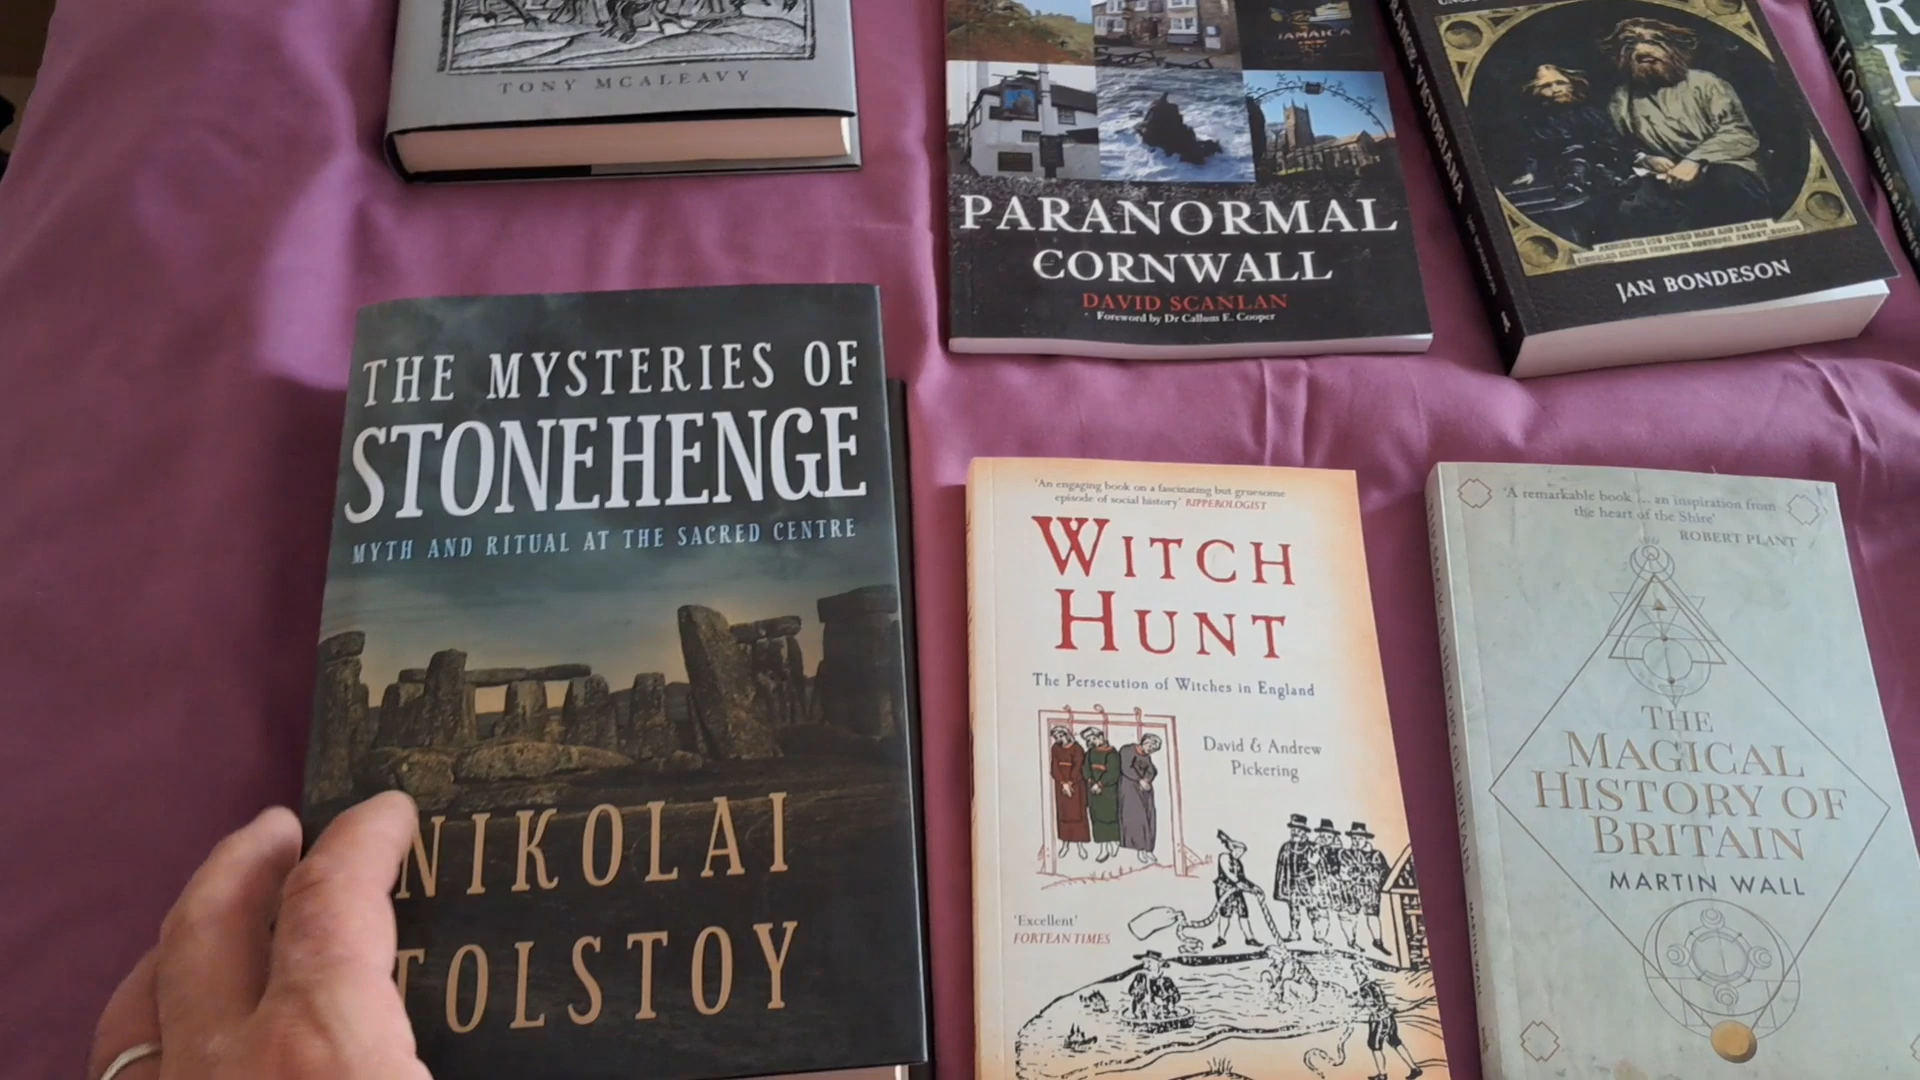 TONY MCALEAVY
JAMAICA
INN
PARANORMAL
CORNWALL
DAVID SCANLAN
Foreword by Dr Callum E. Cooper
VICTORIANA
JAN BONDESON
HOOD
THE MYSTERIES OF
STONEHENGE
MYTH AND RITUAL AT THE SACRED CENTRE
NIKOLAI
TOLSTOY
'An engaging book on a fascinating but gruesome
episode of social history' RIPPEROLOGIST
WITCH
HUNT
The Persecution of Witches in England
David & Andrew
Pickering
'Excellent'
FORTEAN TIMES
'A remarkable book ... an inspiration from
the heart of the Shire'
ROBERT PLANT
THE
MAGICAL
HISTORY OF
BRITAIN
MARTIN WALL